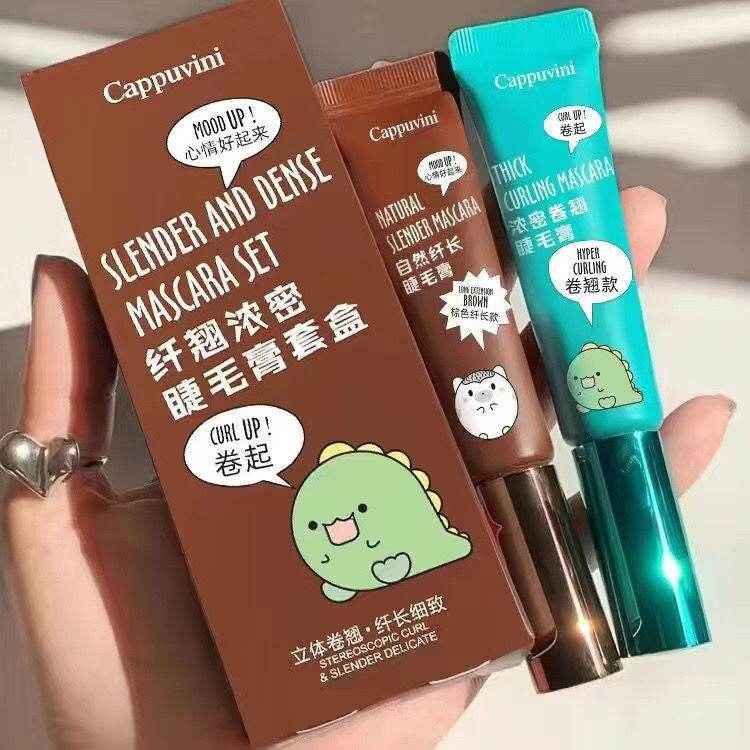 Cappuvini
MOOD UP!
心情好起来
SLENDER AND DENSE
MASCARA SET
纤翘浓密
睫毛膏套盒
CURL UP!
卷起
立体卷翘·纤长细致
STEREOSCOPIC CURL
& SLENDER DELICATE
Cappuvini
MOOD UP!
心情好起来
NATURAL
SLENDER MASCARA
自然纤长
睫毛膏
LONG EXTENSION
BROWN
棕色纤长款
Cappuvini
CURL UP!
卷起
THICK
CURLING MASCARA
浓密卷翘
睫毛膏
HYPER
CURLING
卷翘款